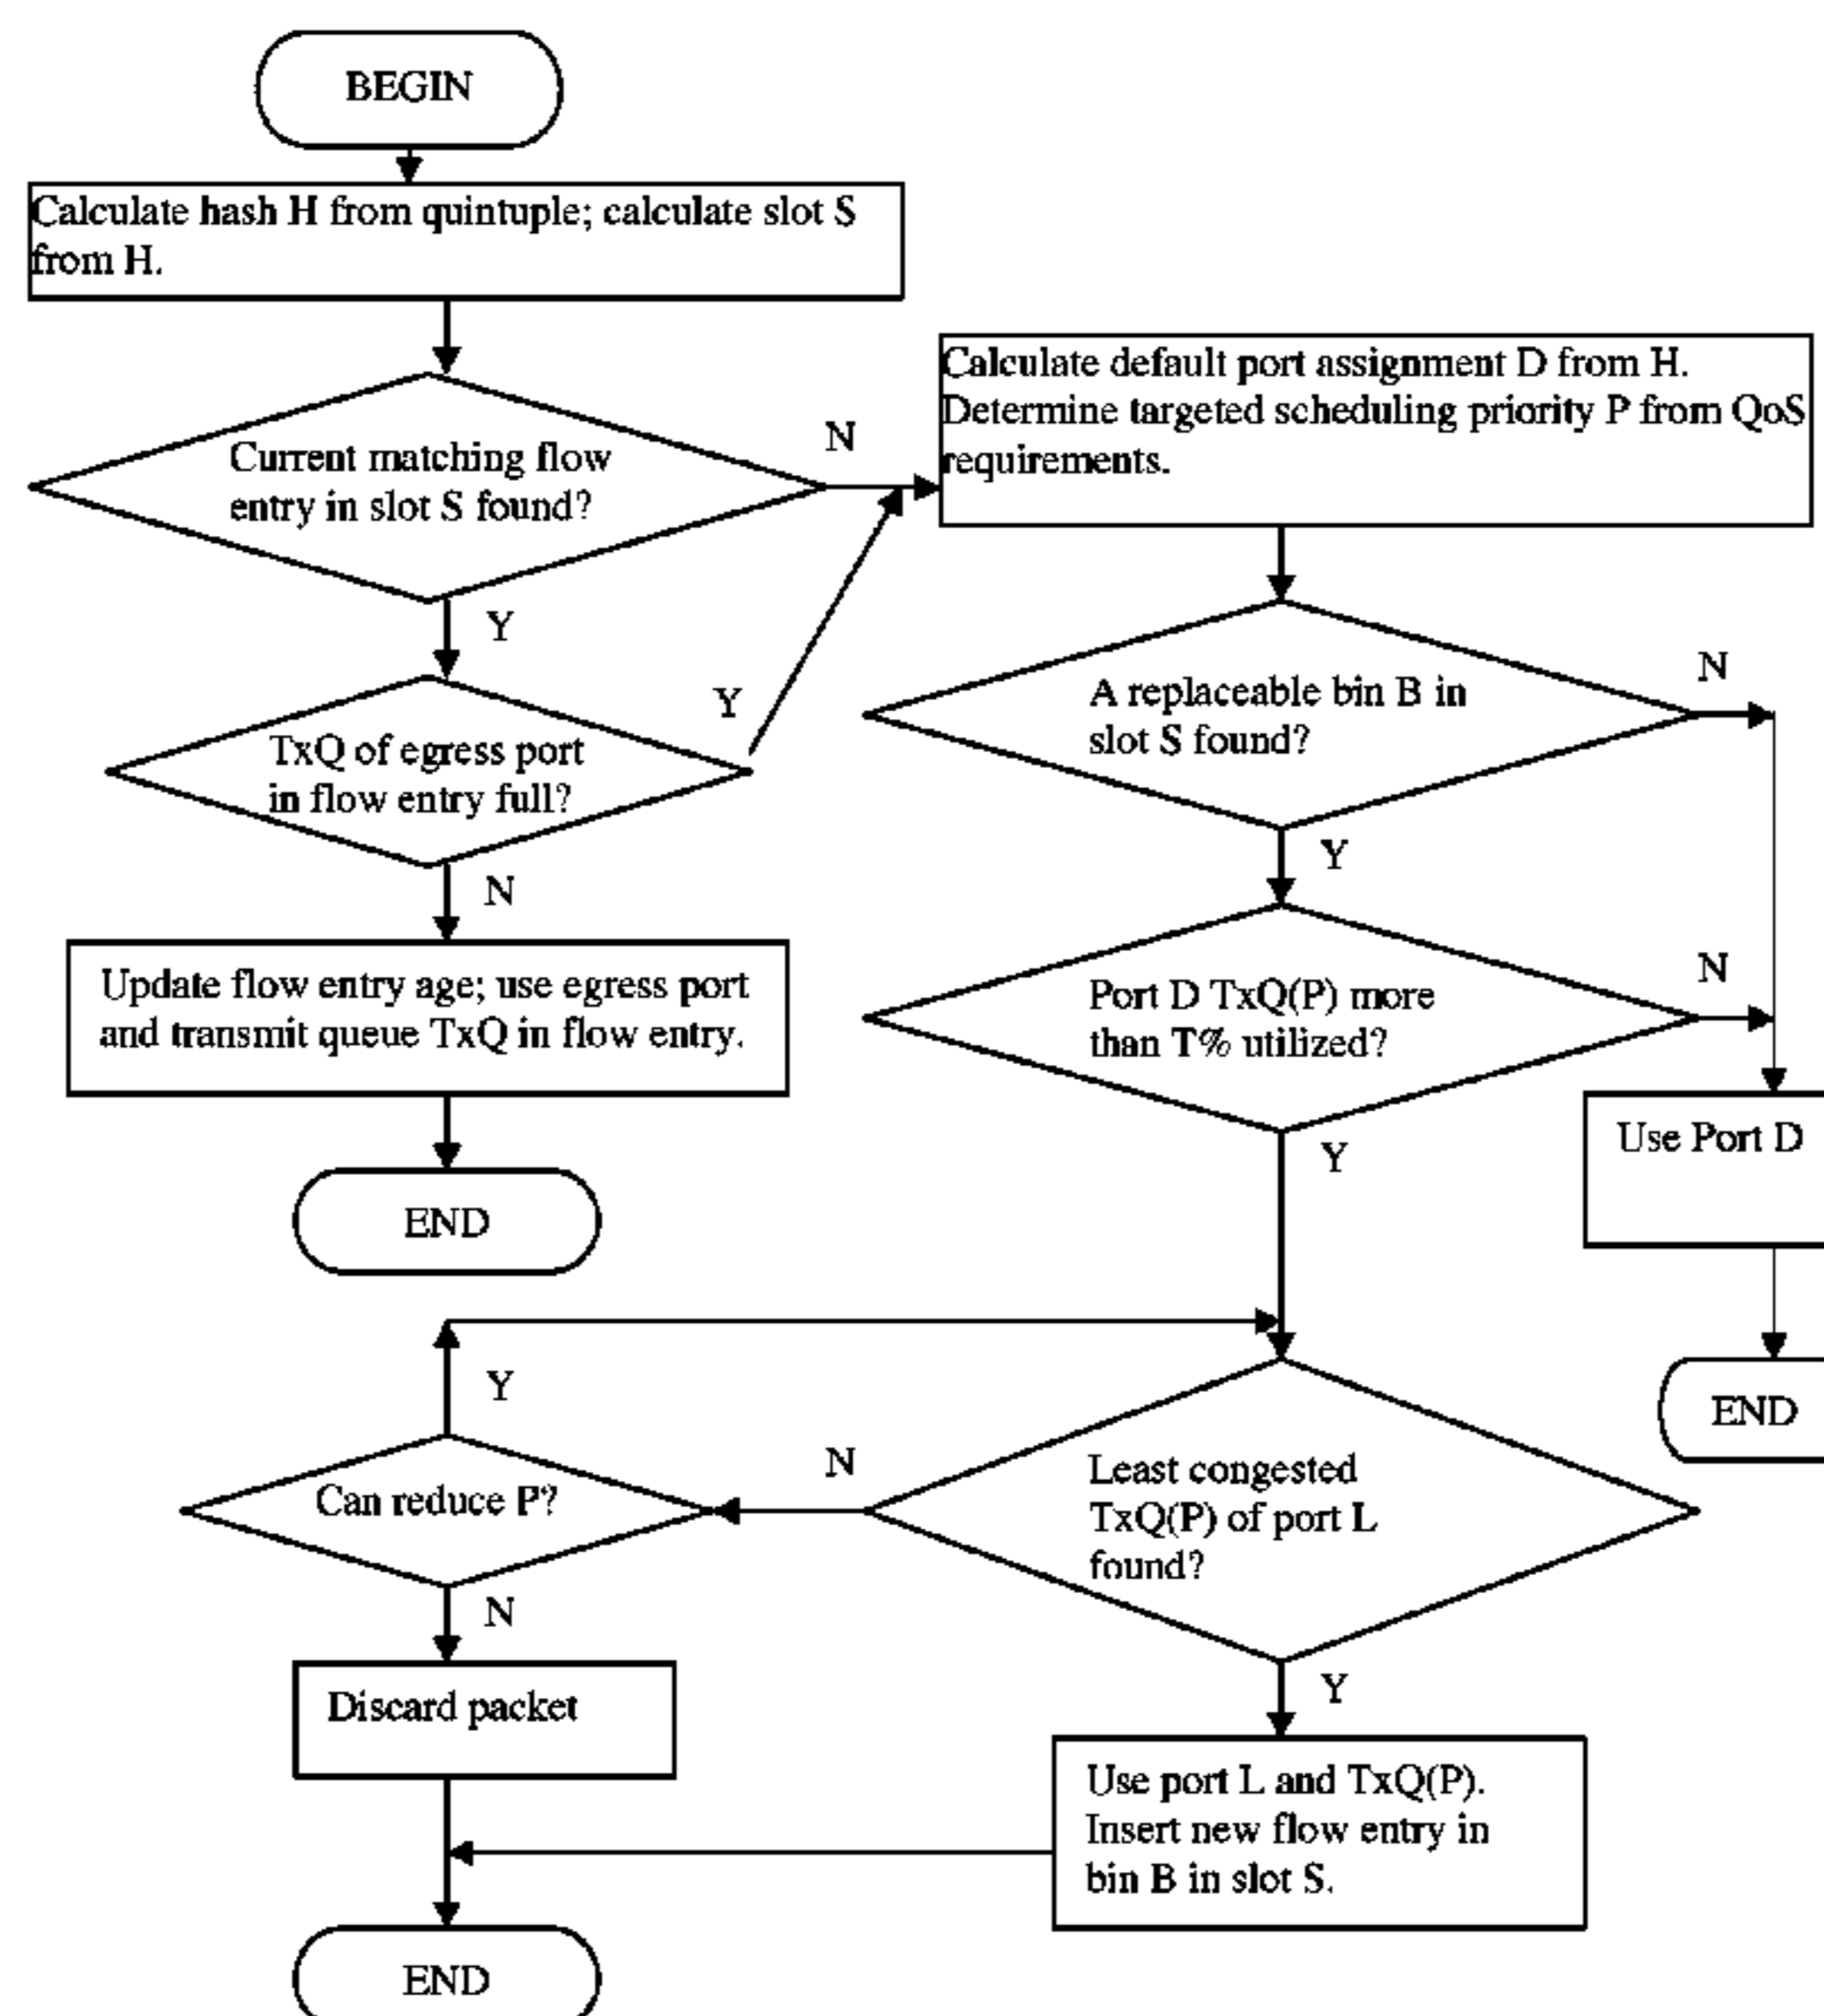 BEGIN
Calculate hash H from quintuple; calculate slot S
from H.
Current matching flow
entry in slot S found?
N
Y
TxQ of egress port
in flow entry full?
Y
N
Update flow entry age; use egress port
and transmit queue TxQ in flow entry.
END
Calculate default port assignment D from H.
Determine targeted scheduling priority P from QoS
requirements.
A replaceable bin B in
slot S found?
N
Y
Port D TxQ(P) more
than T% utilized?
N
Y
Use Port D
END
Least congested
TxQ(P) of port L
found?
N
Y
Can reduce P?
Y
N
Discard packet
Use port L and TxQ(P).
Insert new flow entry in
bin B in slot S.
END